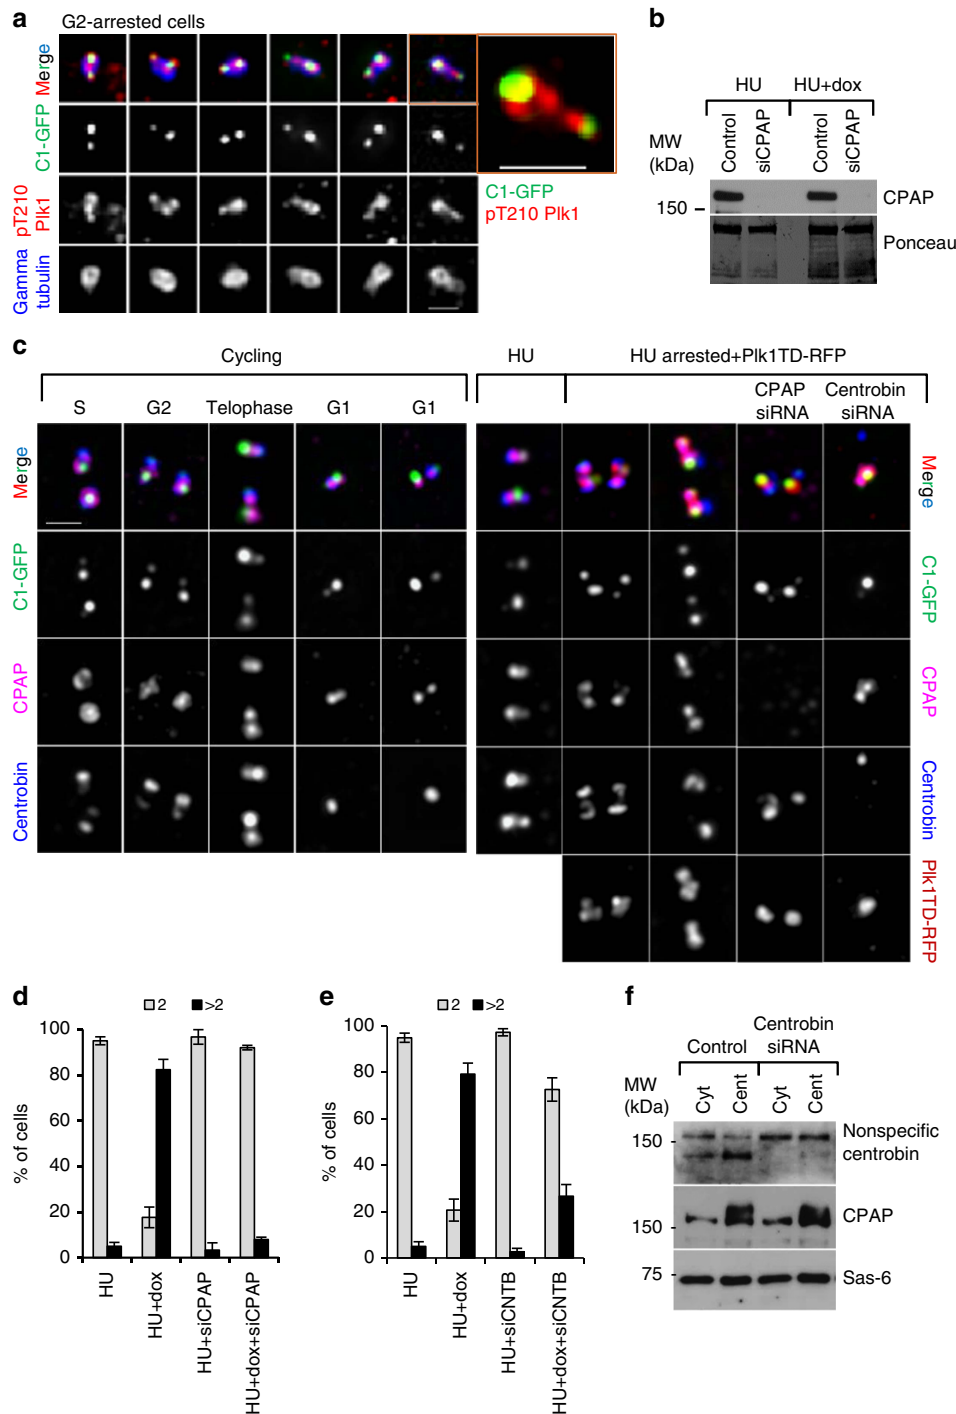 a
G2-arrested cells
Merge
C1-GFP
pT210
Plk1
Gamma
tubulin
C1-GFP
pT210 Plk1
b
HU
HU+dox
MW
(kDa)
Control
siCPAP
Control
siCPAP
150
CPAP
Ponceau
c
Cycling
HU
HU arrested+Plk1TD-RFP
S
G2
Telophase
G1
G1
CPAP
siRNA
Centrobin
siRNA
Merge
C1-GFP
CPAP
Centrobin
Merge
C1-GFP
CPAP
Centrobin
Plk1TD-RFP
d
2
>2
% of cells
100
80
60
40
20
0
HU
HU+dox
HU+siCPAP
HU+dox+siCPAP
e
2
>2
% of cells
100
80
60
40
20
0
HU
HU+dox
HU+siCNTB
HU+dox+siCNTB
f
Control
Centrobin
siRNA
MW
(kDa)
Cyt
Cent
Cyt
Cent
150
Nonspecific
centrobin
150
CPAP
75
Sas-6